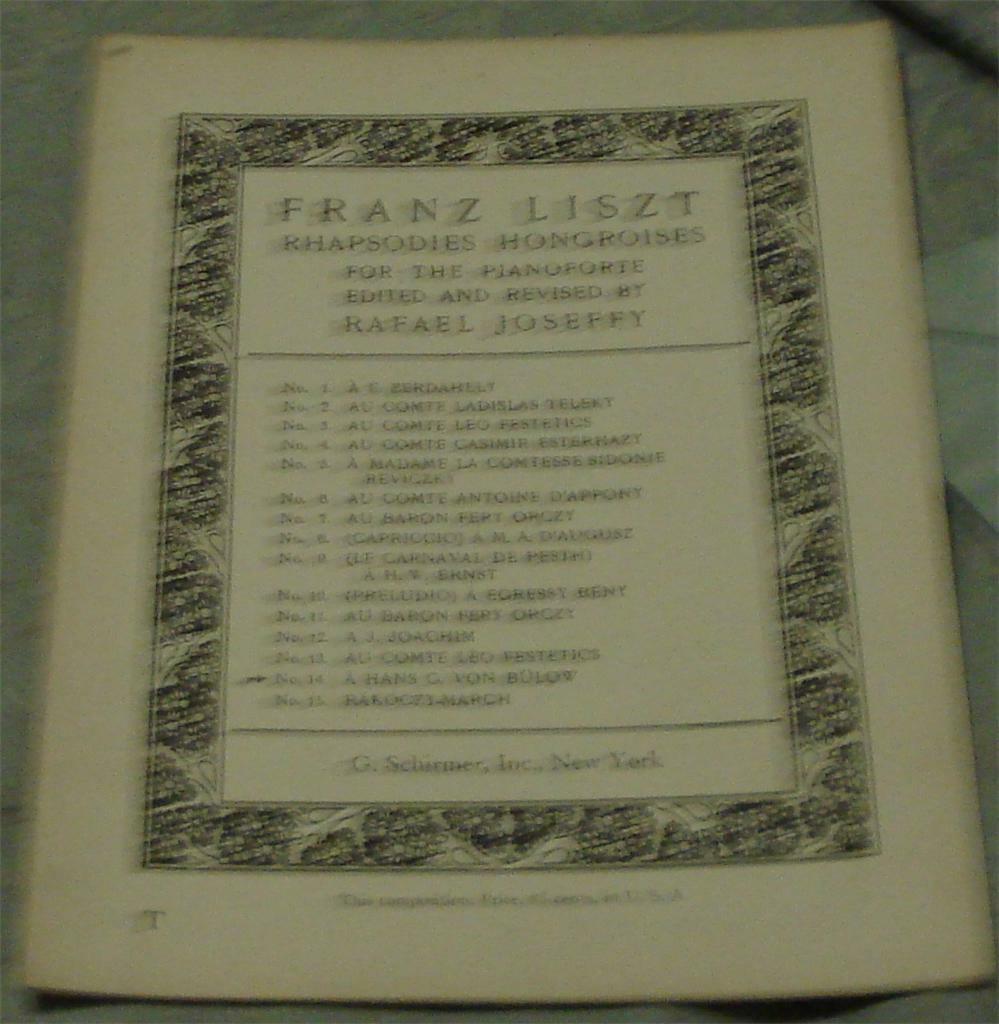 FRANZ LISZT
RHAPSODIES HONGROISES
FOR THE PIANOFORTE
EDITED AND REVISED BY
RAFAEL JOSEFFY
No. 1. À E. ZERDAHELY
No. 2. AU COMTE LADISLAS TELEKY
No. 3. AU COMTE LEO FESTETICS
No. 4. AU COMTE CASIMIR ESTERHAZY
No. 5. À MADAME LA COMTESSE SIDONIE
REVICZKY
No. 6. AU COMTE ANTOINE D'APPONY
No. 7. AU BARON FERY ORCZY
No. 8. (CAPRICCIO) À M. A. D'AUGUSZ
No. 9. (LE CARNAVAL DE PESTH)
À H. W. ERNST
No. 10. (PRELUDIO) À EGRESSY BENY
No. 11. AU BARON FERY ORCZY
No. 12. À J. JOACHIM
No. 13. AU COMTE LEO FESTETICS
No. 14. À HANS G. VON BÜLOW
No. 15. RAKOCZY-MARCH
G. Schirmer, Inc., New York
This composition, Price, cents, in U. S. A.
T